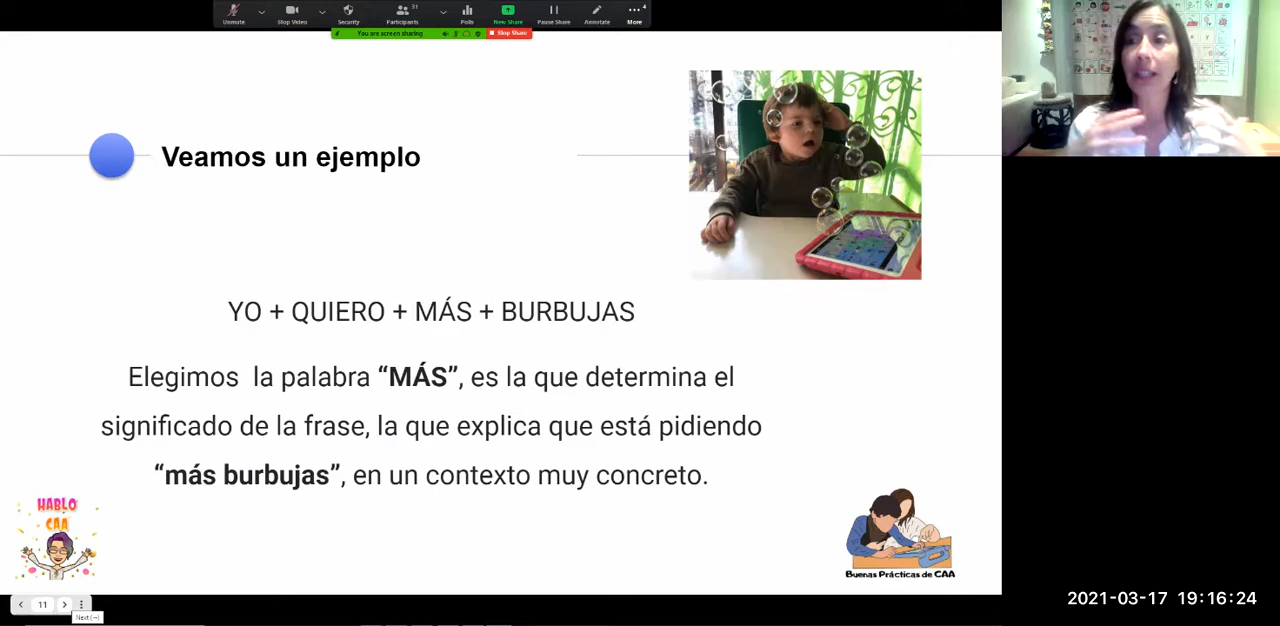 31
4
Unmute
Stop Video
Security
Participants
Polls
New Share
Pause Share
Annotate
More
You are screen sharing
Stop Share
Veamos un ejemplo
YO + QUIERO + MÁS + BURBUJAS
Elegimos la palabra “MÁS”, es la que determina el
significado de la frase, la que explica que está pidiendo
“más burbujas”, en un contexto muy concreto.
HABLO
CAA
Buenas Prácticas de CAA
11
Next (→)
2021-03-17 19:16:24